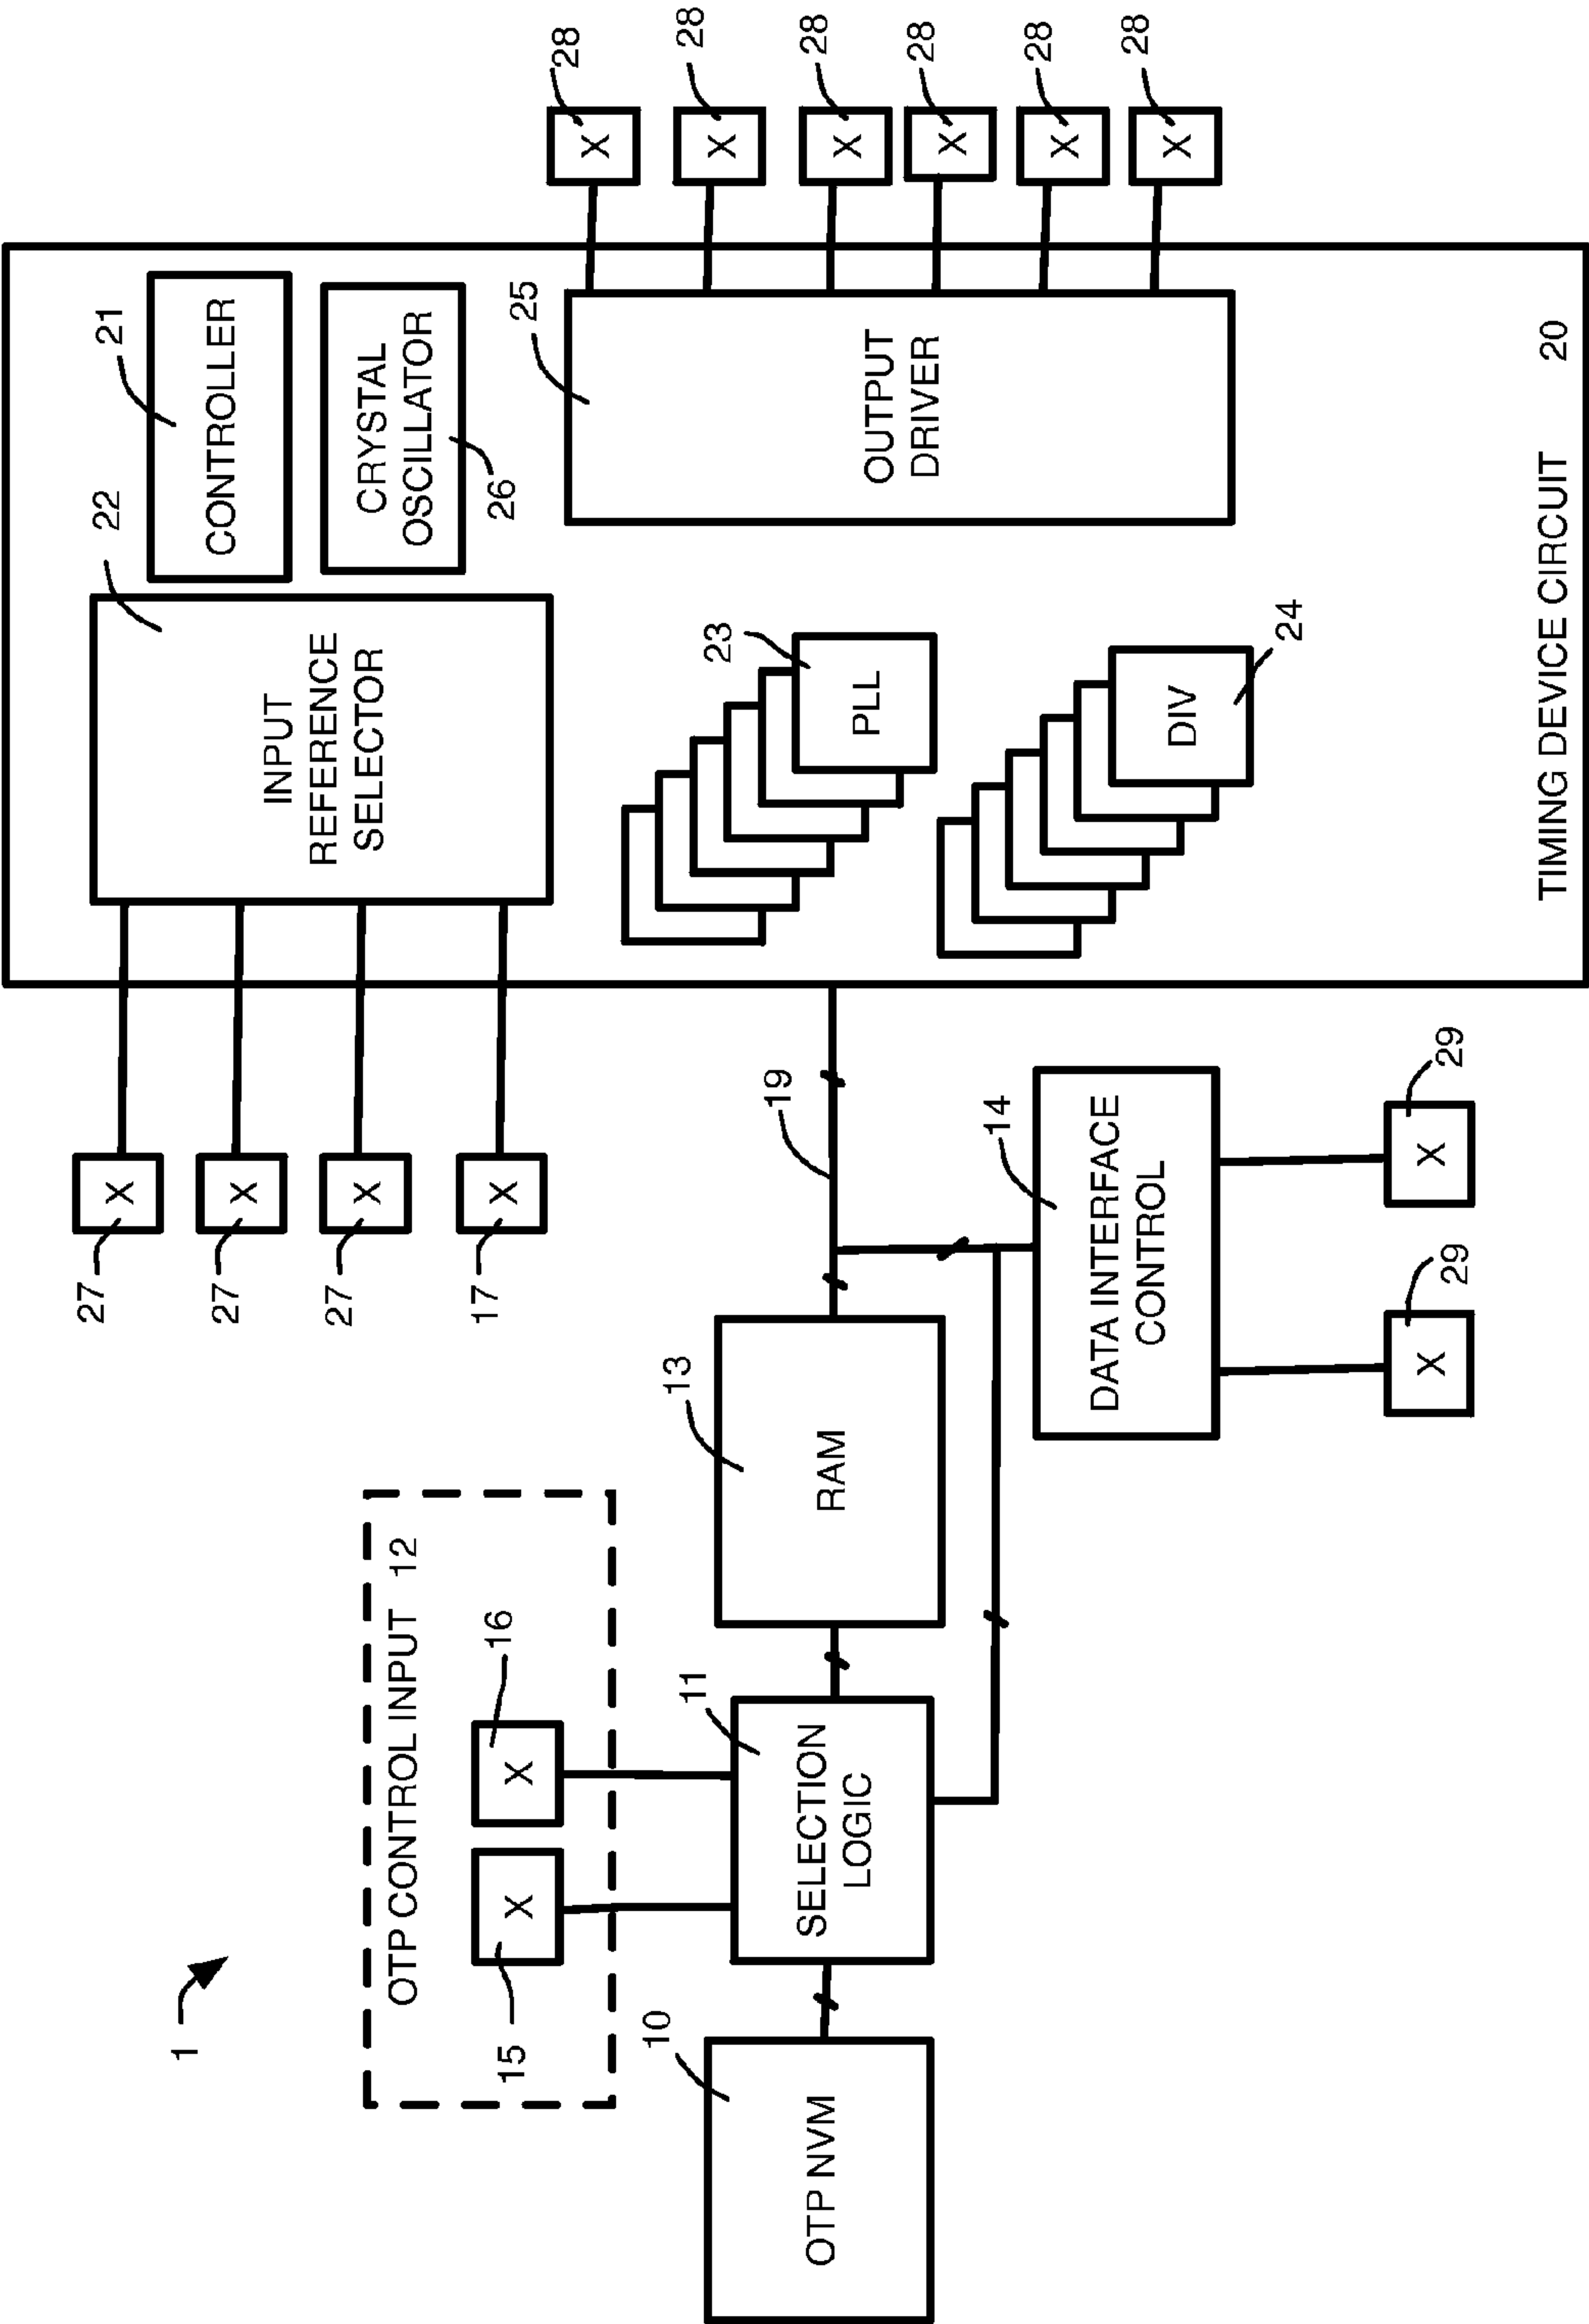 1
27
X
27
X
27
X
17
X
22
INPUT
REFERENCE
SELECTOR
21
CONTROLLER
CRYSTAL
OSCILLATOR
26
OTP CONTROL INPUT 12
15
X
16
X
10
OTP NVM
11
SELECTION
LOGIC
13
RAM
19
14
DATA INTERFACE
CONTROL
29
X
29
X
23
PLL
DIV
24
25
OUTPUT
DRIVER
28
X
28
X
28
X
28
X
28
X
28
X
TIMING DEVICE CIRCUIT 20